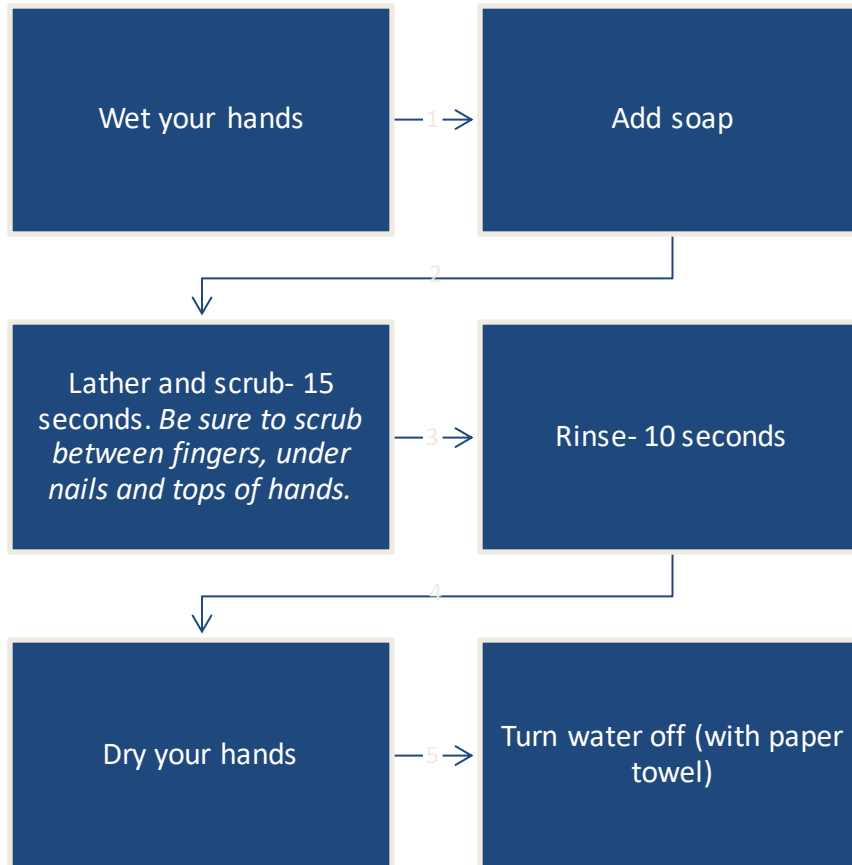 Wet your hands
1
Add soap
2
Lather and scrub- 15
seconds. Be sure to scrub
between fingers, under
nails and tops of hands.
3
Rinse- 10 seconds
4
Dry your hands
5
Turn water off (with paper
towel)